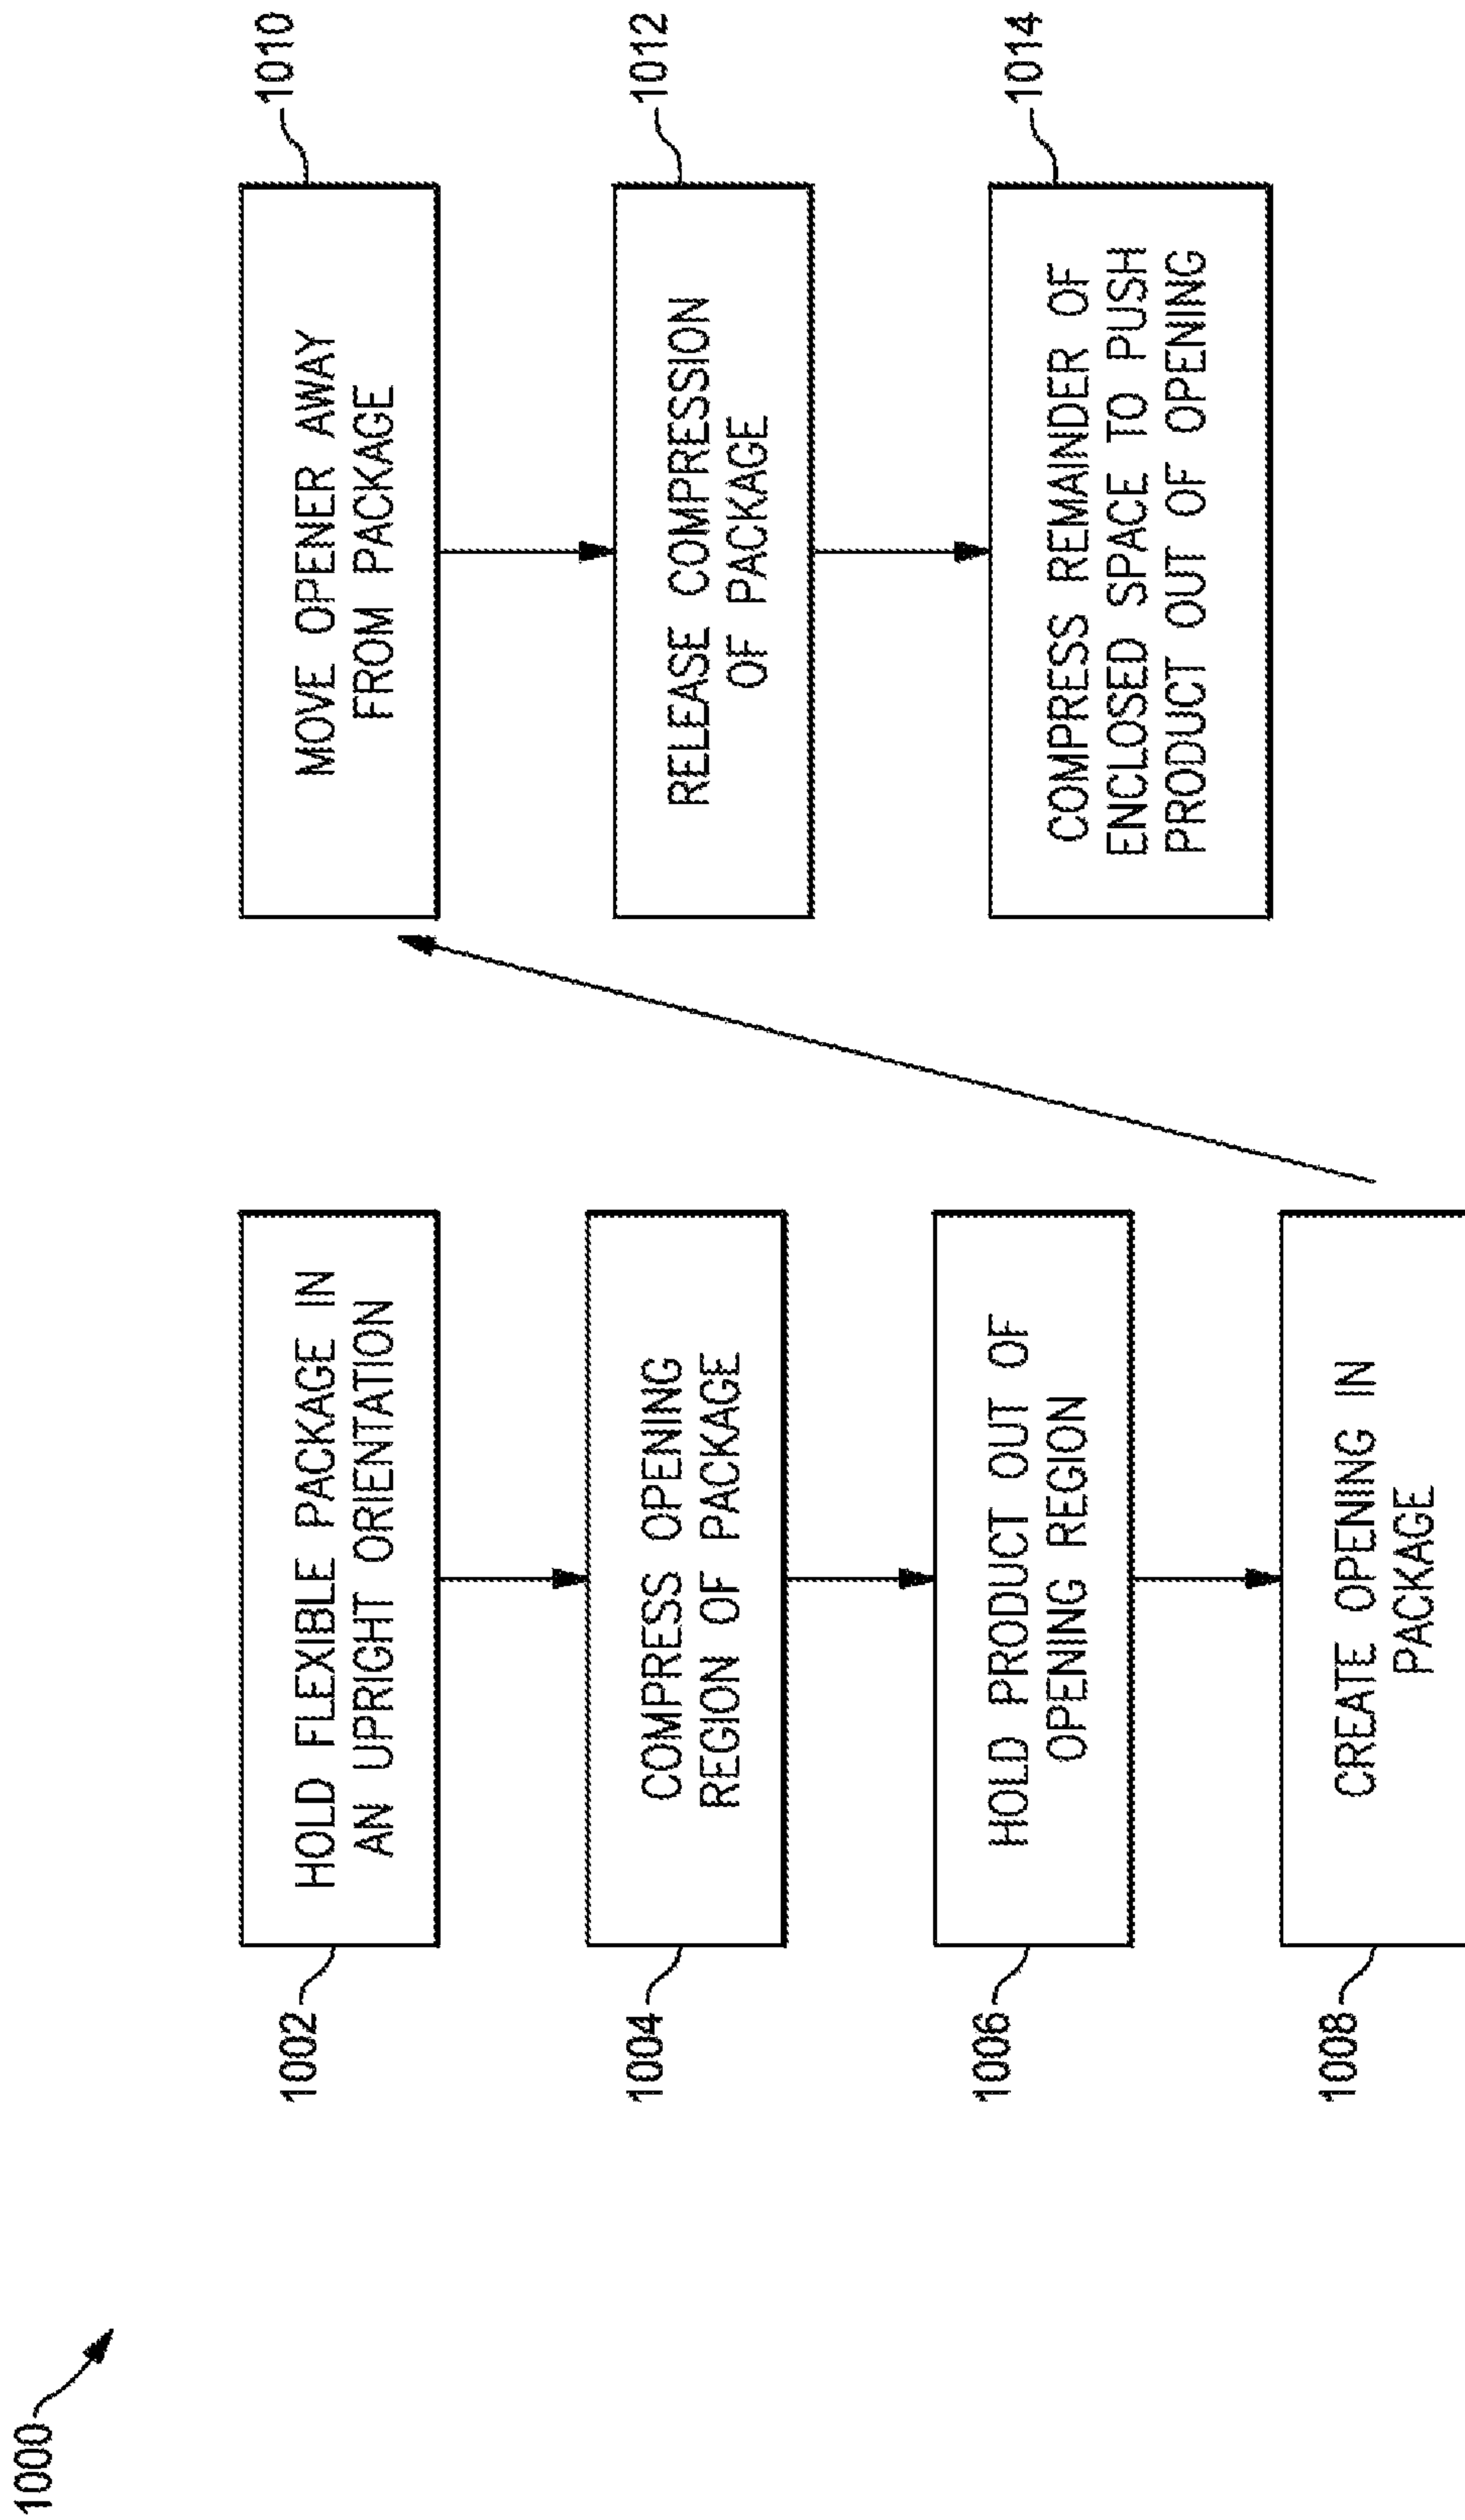 1000
1002
HOLD FLEXIBLE PACKAGE IN
AN UPRIGHT ORIENTATION
1004
COMPRESS OPENING
REGION OF PACKAGE
1006
HOLD PRODUCT OUT OF
OPENING REGION
1008
CREATE OPENING IN
PACKAGE
1010
MOVE OPENER AWAY
FROM PACKAGE
1012
RELEASE COMPRESSION
OF PACKAGE
1014
COMPRESS REMAINDER OF
ENCLOSED SPACE TO PUSH
PRODUCT OUT OF OPENING